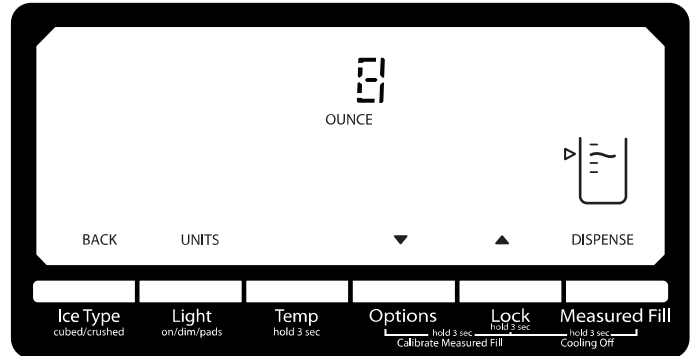 8
OUNCE
BACK UNITS ▼ ▲ DISPENSE
Ice Type Light Temp Options Lock Measured Fill
cubed/crushed on/dim/pads hold 3 sec hold 3 sec hold 3 sec hold 3 sec
Calibrate Measured Fill Cooling Off